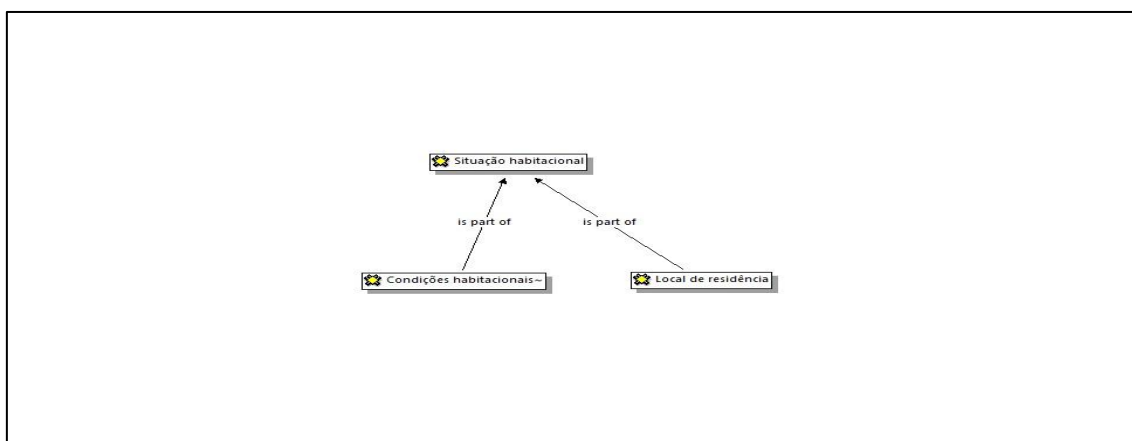 Situação habitacional
is part of
is part of
Condições habitacionais~
Local de residência